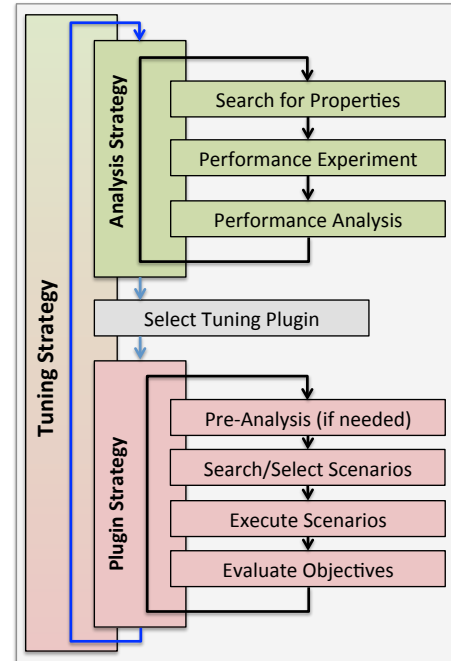 Tuning Strategy
Analysis Strategy
Search for Properties
Performance Experiment
Performance Analysis
Select Tuning Plugin
Plugin Strategy
Pre-Analysis (if needed)
Search/Select Scenarios
Execute Scenarios
Evaluate Objectives